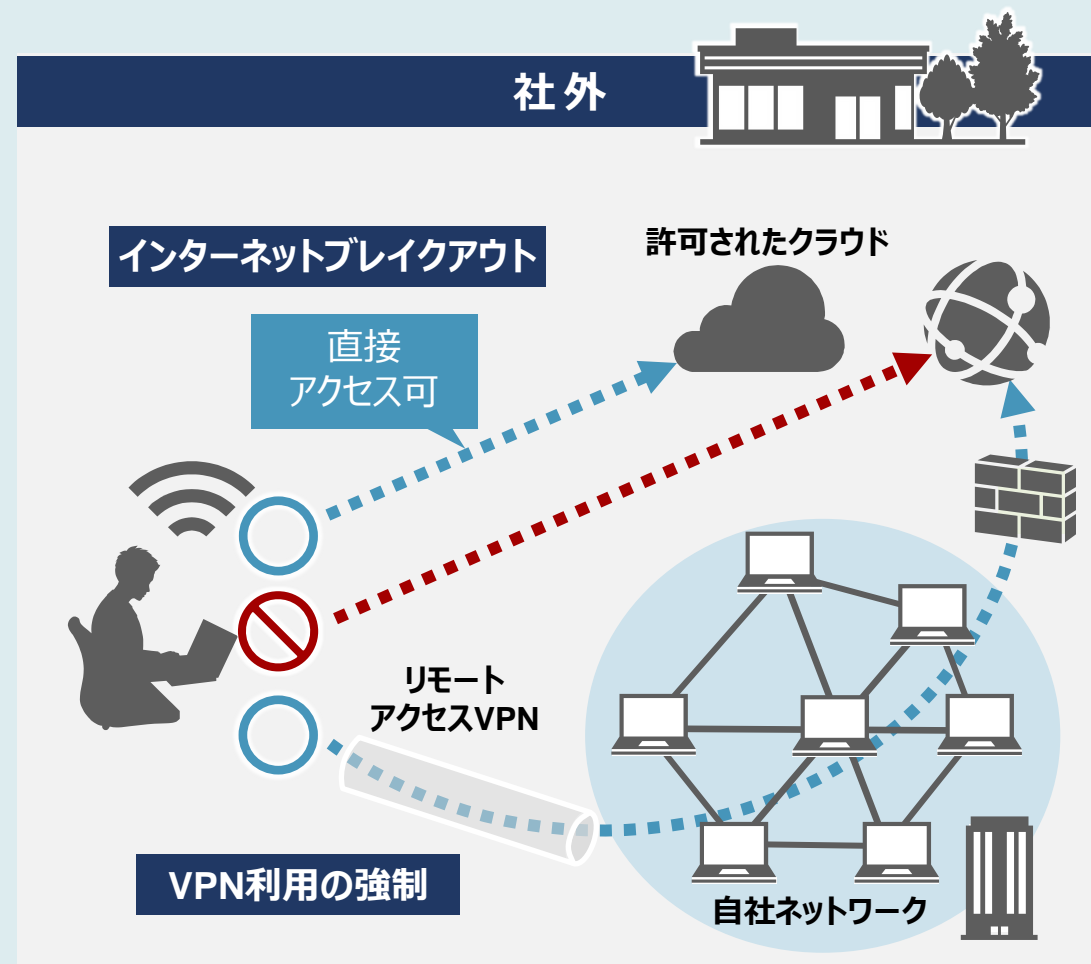 社外
インターネットブレイクアウト
許可されたクラウド
直接
アクセス可
リモート
アクセスVPN
VPN利用の強制
自社ネットワーク